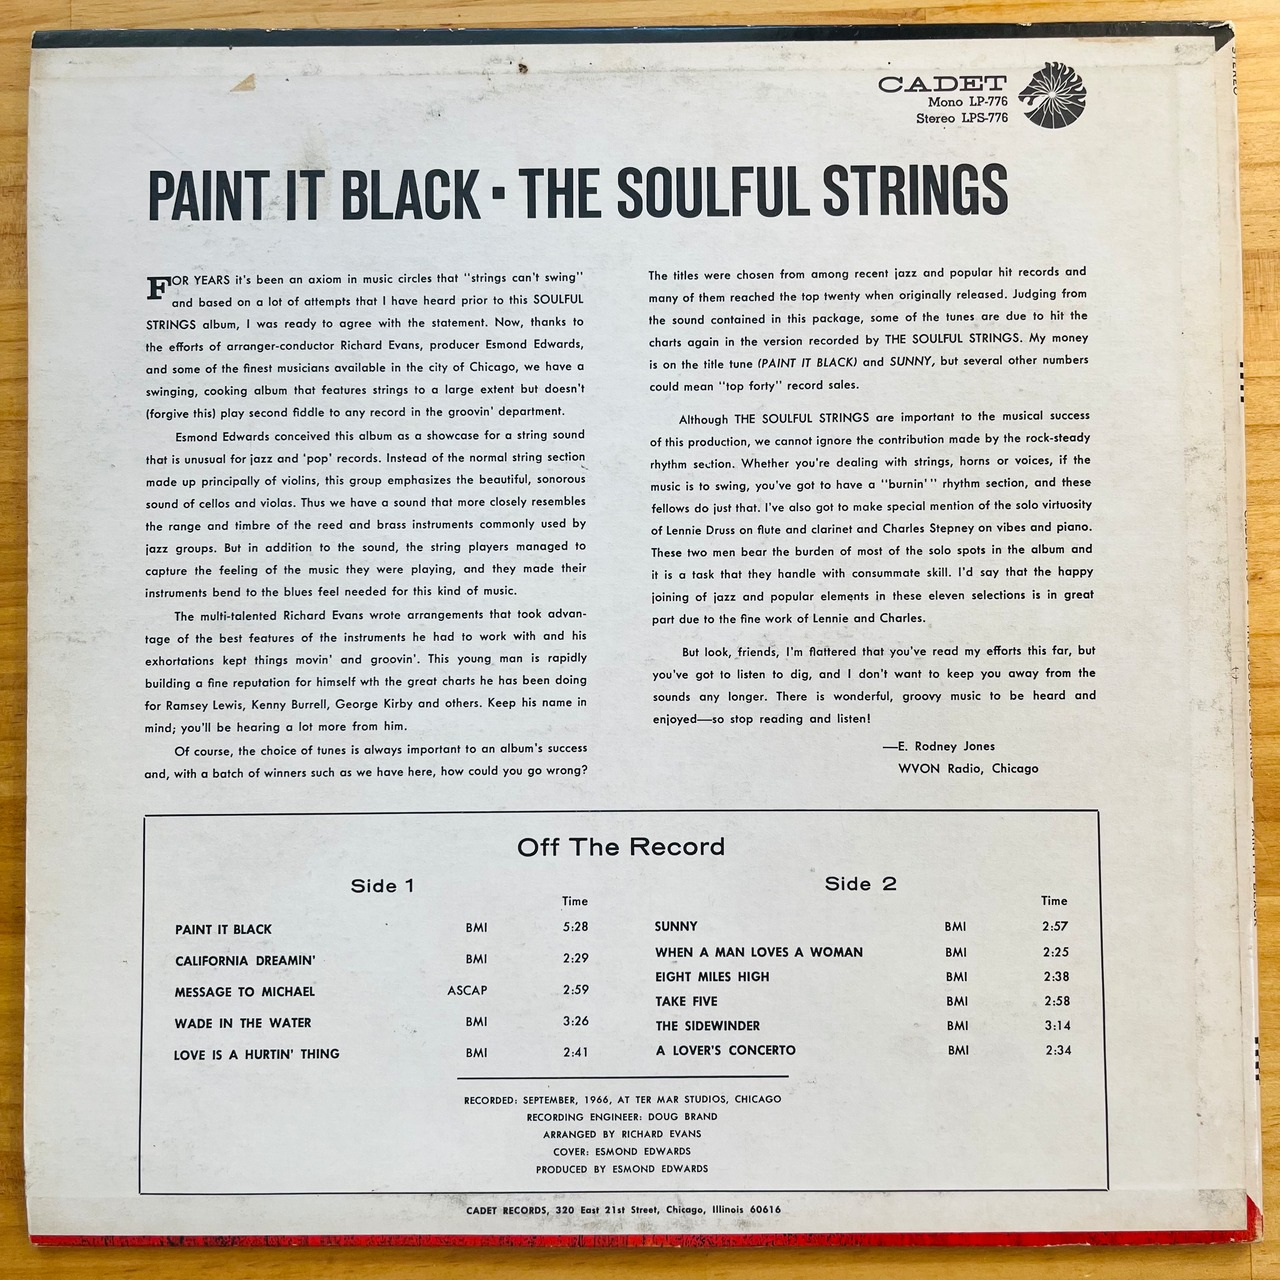 CADET
Mono LP-776
Stereo LPS-776
PAINT IT BLACK ▪ THE SOULFUL STRINGS
FOR YEARS it's been an axiom in music circles that "strings can't swing"
and based on a lot of attempts that I have heard prior to this SOULFUL
STRINGS album, I was ready to agree with the statement. Now, thanks to
the efforts of arranger-conductor Richard Evans, producer Esmond Edwards,
and some of the finest musicians available in the city of Chicago, we have a
swinging, cooking album that features strings to a large extent but doesn't
(forgive this) play second fiddle to any record in the groovin' department.
Esmond Edwards conceived this album as a showcase for a string sound
that is unusual for jazz and 'pop' records. Instead of the normal string section
made up principally of violins, this group emphasizes the beautiful, sonorous
sound of cellos and violas. Thus we have a sound that more closely resembles
the range and timbre of the reed and brass instruments commonly used by
jazz groups. But in addition to the sound, the string players managed to
capture the feeling of the music they were playing, and they made their
instruments bend to the blues feel needed for this kind of music.
The multi-talented Richard Evans wrote arrangements that took advan-
tage of the best features of the instruments he had to work with and his
exhortations kept things movin' and groovin'. This young man is rapidly
building a fine reputation for himself wth the great charts he has been doing
for Ramsey Lewis, Kenny Burrell, George Kirby and others. Keep his name in
mind; you'll be hearing a lot more from him.
Of course, the choice of tunes is always important to an album's success
and, with a batch of winners such as we have here, how could you go wrong?
The titles were chosen from among recent jazz and popular hit records and
many of them reached the top twenty when originally released. Judging from
the sound contained in this package, some of the tunes are due to hit the
charts again in the version recorded by THE SOULFUL STRINGS. My money
is on the title tune (PAINT IT BLACK) and SUNNY, but several other numbers
could mean "top forty" record sales.
Although THE SOULFUL STRINGS are important to the musical success
of this production, we cannot ignore the contribution made by the rock-steady
rhythm section. Whether you're dealing with strings, horns or voices, if the
music is to swing, you've got to have a "burnin'" rhythm section, and these
fellows do just that. I've also got to make special mention of the solo virtuosity
of Lennie Druss on flute and clarinet and Charles Stepney on vibes and piano.
These two men bear the burden of most of the solo spots in the album and
it is a task that they handle with consummate skill. I'd say that the happy
joining of jazz and popular elements in these eleven selections is in great
part due to the fine work of Lennie and Charles.
But look, friends, I'm flattered that you've read my efforts this far, but
you've got to listen to dig, and I don't want to keep you away from the
sounds any longer. There is wonderful, groovy music to be heard and
enjoyed—so stop reading and listen!
—E. Rodney Jones
WVON Radio, Chicago
Off The Record
Side 1
Time
PAINT IT BLACK BMI 5:28
CALIFORNIA DREAMIN' BMI 2:29
MESSAGE TO MICHAEL ASCAP 2:59
WADE IN THE WATER BMI 3:26
LOVE IS A HURTIN' THING BMI 2:41
Side 2
Time
SUNNY BMI 2:57
WHEN A MAN LOVES A WOMAN BMI 2:25
EIGHT MILES HIGH BMI 2:38
TAKE FIVE BMI 2:58
THE SIDEWINDER BMI 3:14
A LOVER'S CONCERTO BMI 2:34
RECORDED: SEPTEMBER, 1966, AT TER MAR STUDIOS, CHICAGO
RECORDING ENGINEER: DOUG BRAND
ARRANGED BY RICHARD EVANS
COVER: ESMOND EDWARDS
PRODUCED BY ESMOND EDWARDS
CADET RECORDS, 320 East 21st Street, Chicago, Illinois 60616
STEREO